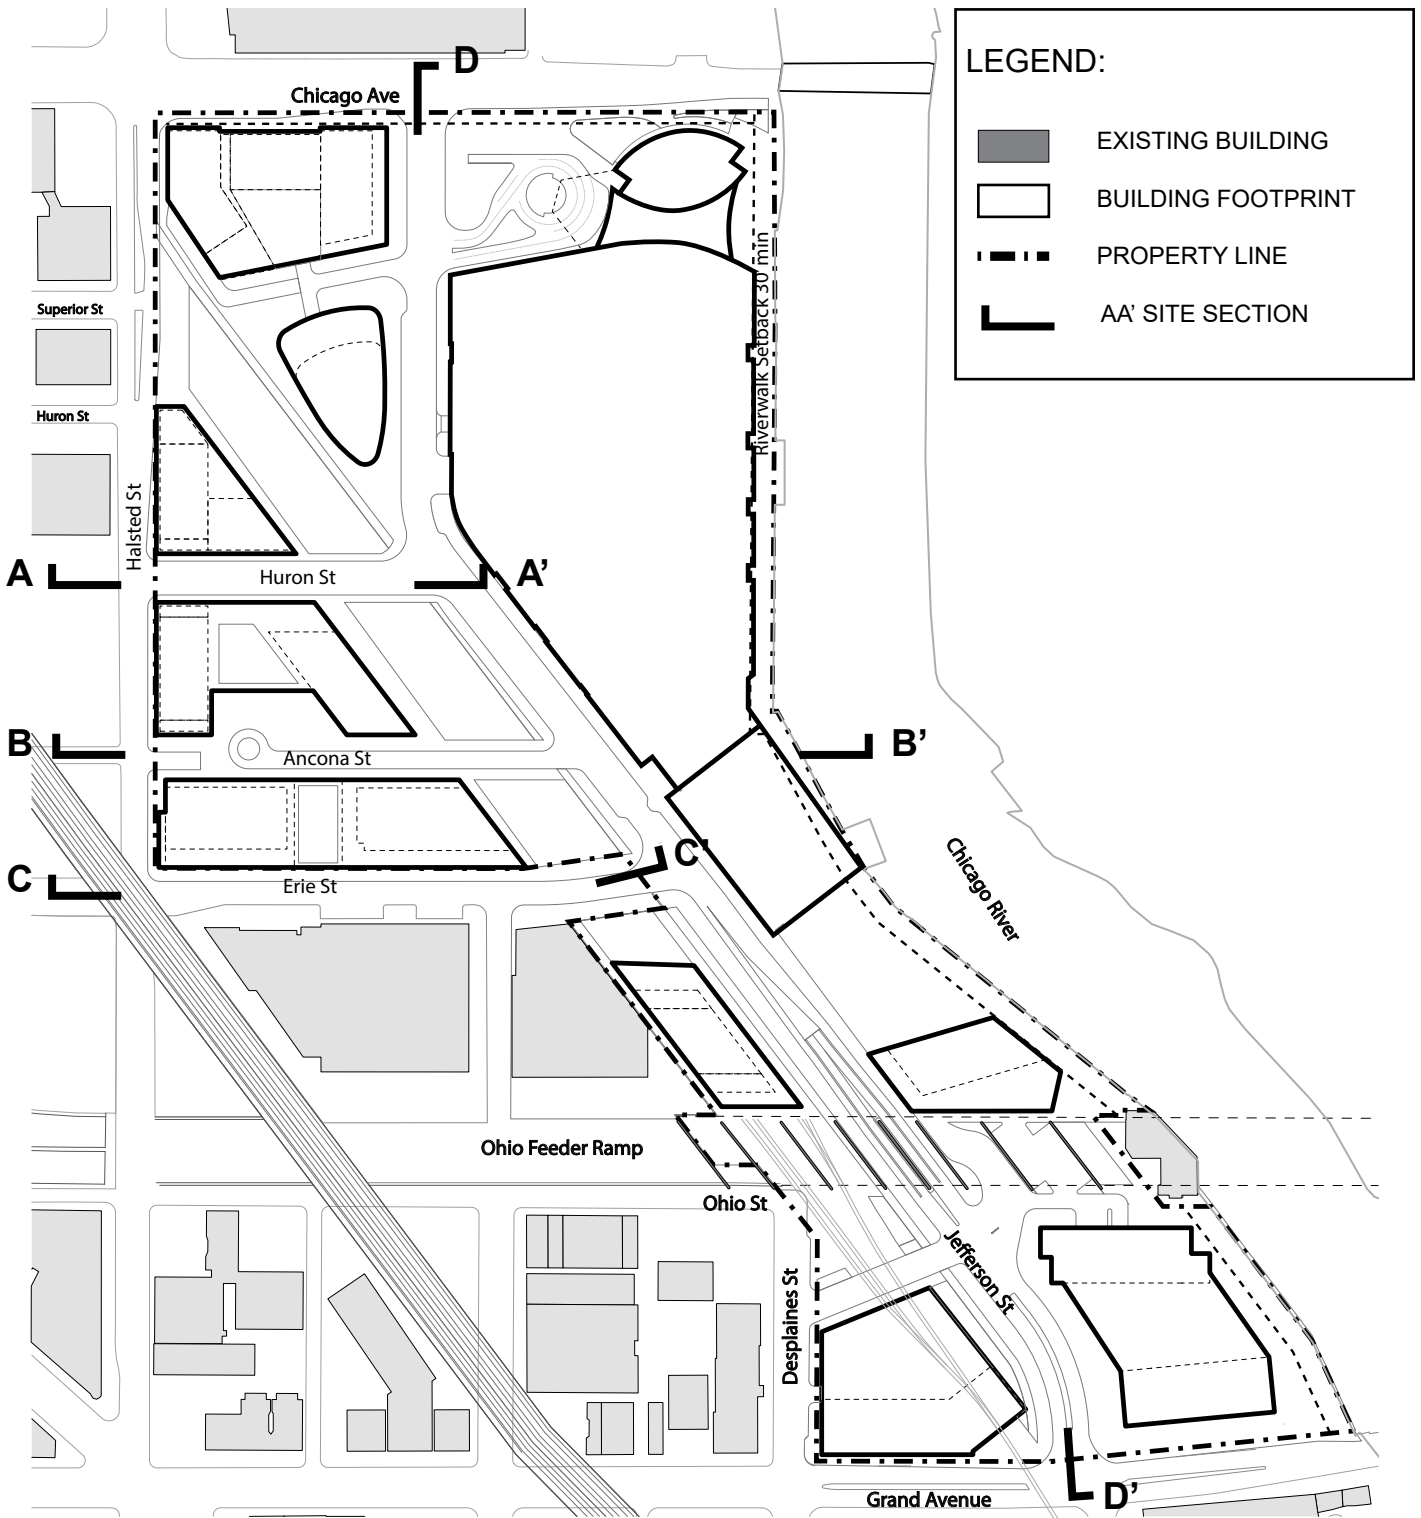 D
Chicago Ave
LEGEND:
EXISTING BUILDING
BUILDING FOOTPRINT
PROPERTY LINE
AA’ SITE SECTION
Riverwalk Setback 30 min
Superior St
Huron St
Halsted St
A
Huron St
A’
B
Ancona St
B’
C
Erie St
C’
Chicago River
Ohio Feeder Ramp
Ohio St
Jefferson St
Desplaines St
Grand Avenue
D’